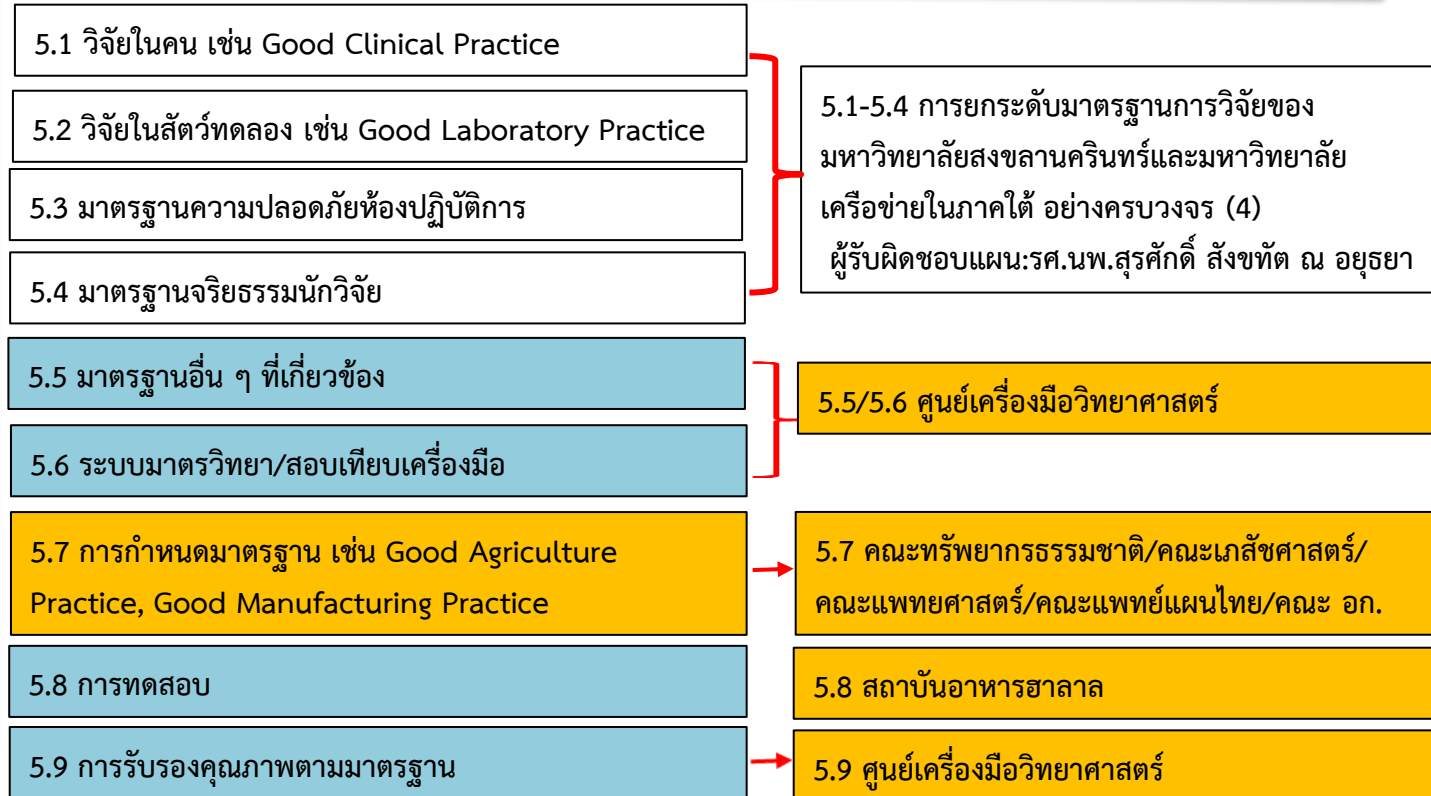 5.1 วิจัยในคน เช่น Good Clinical Practice
5.2 วิจัยในสัตว์ทดลอง เช่น Good Laboratory Practice
5.3 มาตรฐานความปลอดภัยห้องปฏิบัติการ
5.4 มาตรฐานจริยธรรมนักวิจัย
5.1-5.4 การยกระดับมาตรฐานการวิจัยของ
มหาวิทยาลัยสงขลานครินทร์และมหาวิทยาลัย
เครือข่ายในภาคใต้ อย่างครบวงจร (4)
ผู้รับผิดชอบแผน:รศ.นพ.สุรศักดิ์ สังขทัต ณ อยุธยา
5.5 มาตรฐานอื่น ๆ ที่เกี่ยวข้อง
5.6 ระบบมาตรวิทยา/สอบเทียบเครื่องมือ
5.5/5.6 ศูนย์เครื่องมือวิทยาศาสตร์
5.7 การกำหนดมาตรฐาน เช่น Good Agriculture
Practice, Good Manufacturing Practice
5.7 คณะทรัพยากรธรรมชาติ/คณะเภสัชศาสตร์/
คณะแพทยศาสตร์/คณะแพทย์แผนไทย/คณะ อก.
5.8 การทดสอบ
5.8 สถาบันอาหารฮาลาล
5.9 การรับรองคุณภาพตามมาตรฐาน
5.9 ศูนย์เครื่องมือวิทยาศาสตร์